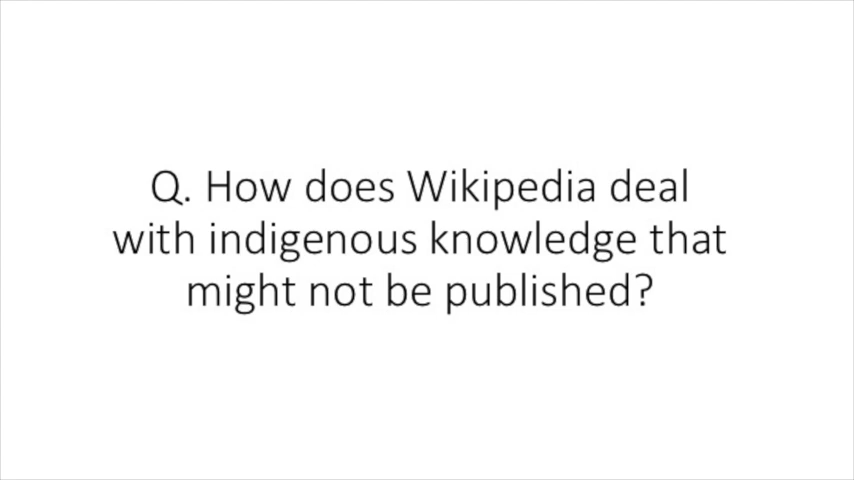 Q. How does Wikipedia deal
with indigenous knowledge that
might not be published?